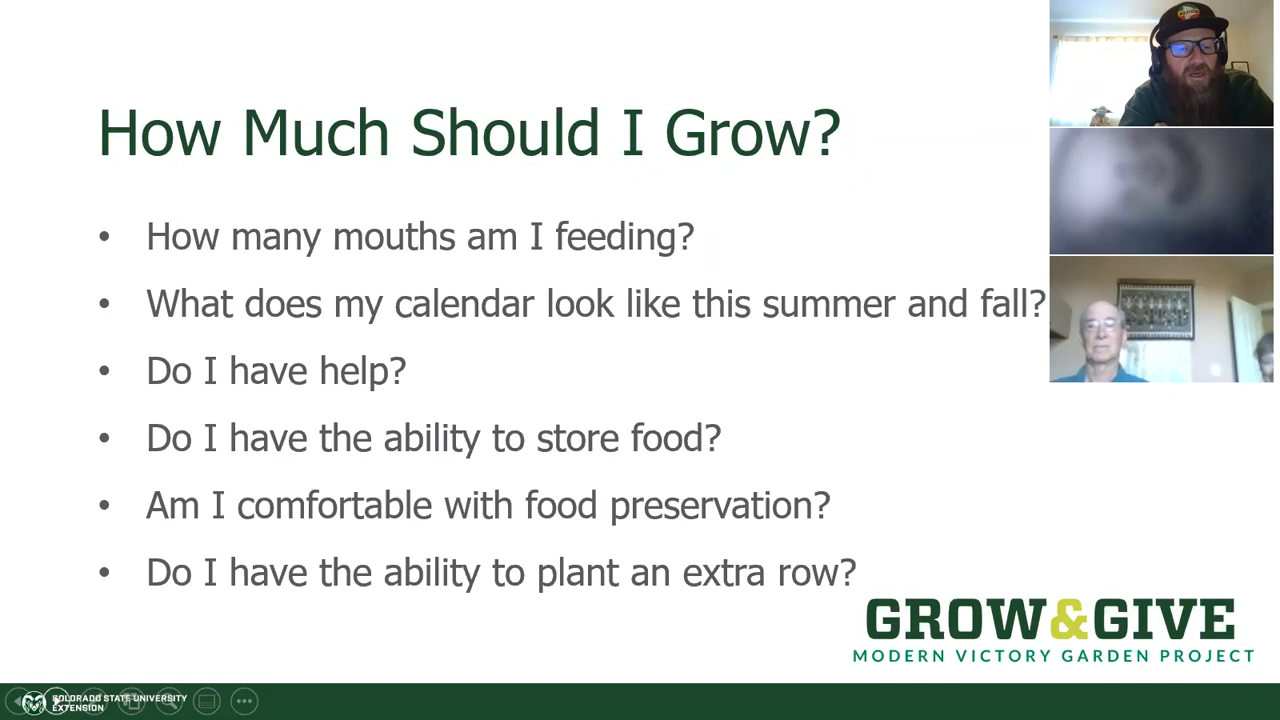 How Much Should I Grow?
• How many mouths am I feeding?
• What does my calendar look like this summer and fall?
• Do I have help?
• Do I have the ability to store food?
• Am I comfortable with food preservation?
• Do I have the ability to plant an extra row?
GROW&GIVE
MODERN VICTORY GARDEN PROJECT
COLORADO STATE UNIVERSITY
EXTENSION